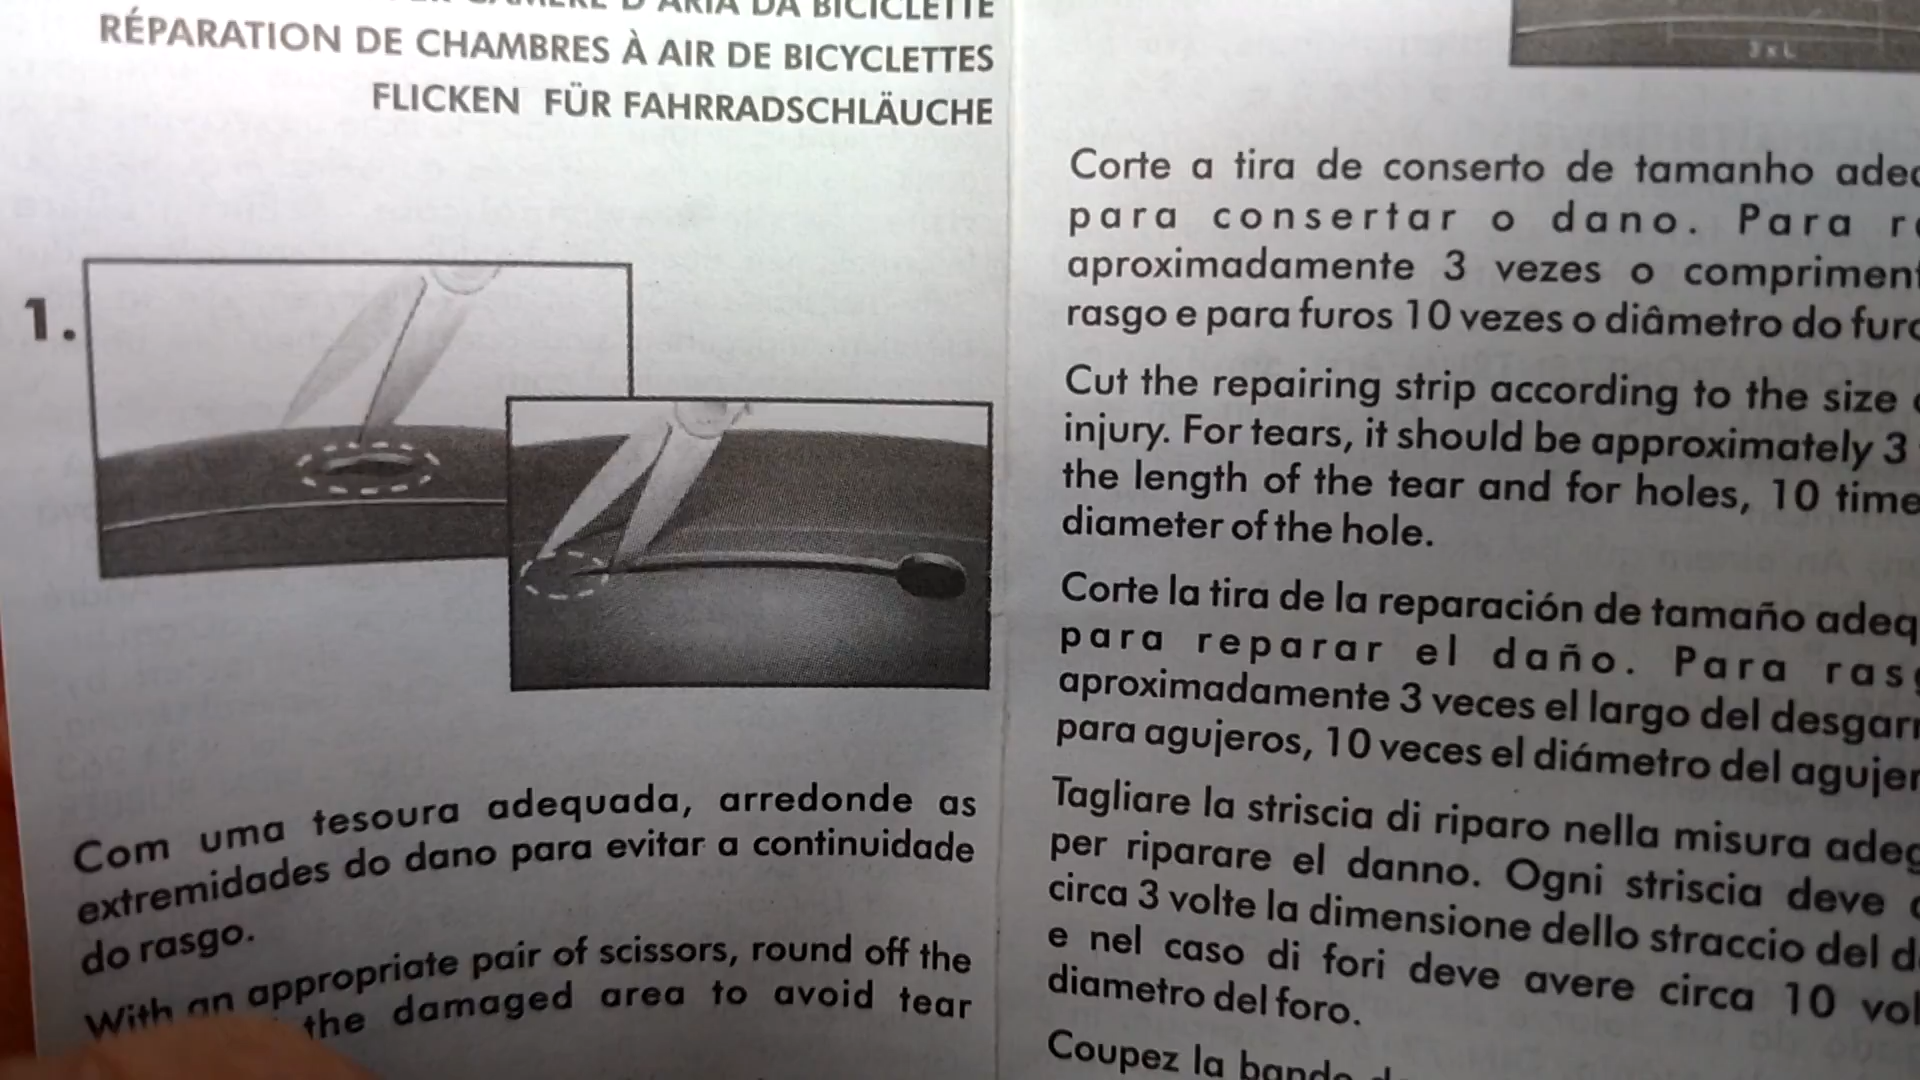 CAMERE D'ARIA DA BICICLETTE
RÉPARATION DE CHAMBRES À AIR DE BICYCLETTES
FLICKEN FÜR FAHRRADSCHLÄUCHE
1.
Com uma tesoura adequada, arredonde as
extremidades do dano para evitar a continuidade
do rasgo.
With an appropriate pair of scissors, round off the
the damaged area to avoid tear
3 x L
Corte a tira de conserto de tamanho
para consertar o dano. Para
aproximadamente 3 vezes o
rasgo e para furos 10 vezes o diâmetro do
Cut the repairing strip according to the size
injury. For tears, it should be approximately 3
the length of the tear and for holes, 10
diameter of the hole.
Corte la tira de la reparación de tamaño
para reparar el daño. Para
aproximadamente 3 veces el largo del
para agujeros, 10 veces el diámetro del
Tagliare la striscia di riparo nella misura
per riparare el danno. Ogni striscia deve
circa 3 volte la dimensione dello straccio del
e nel caso di fori deve avere circa 10
diametro del foro.
Coupez la bande